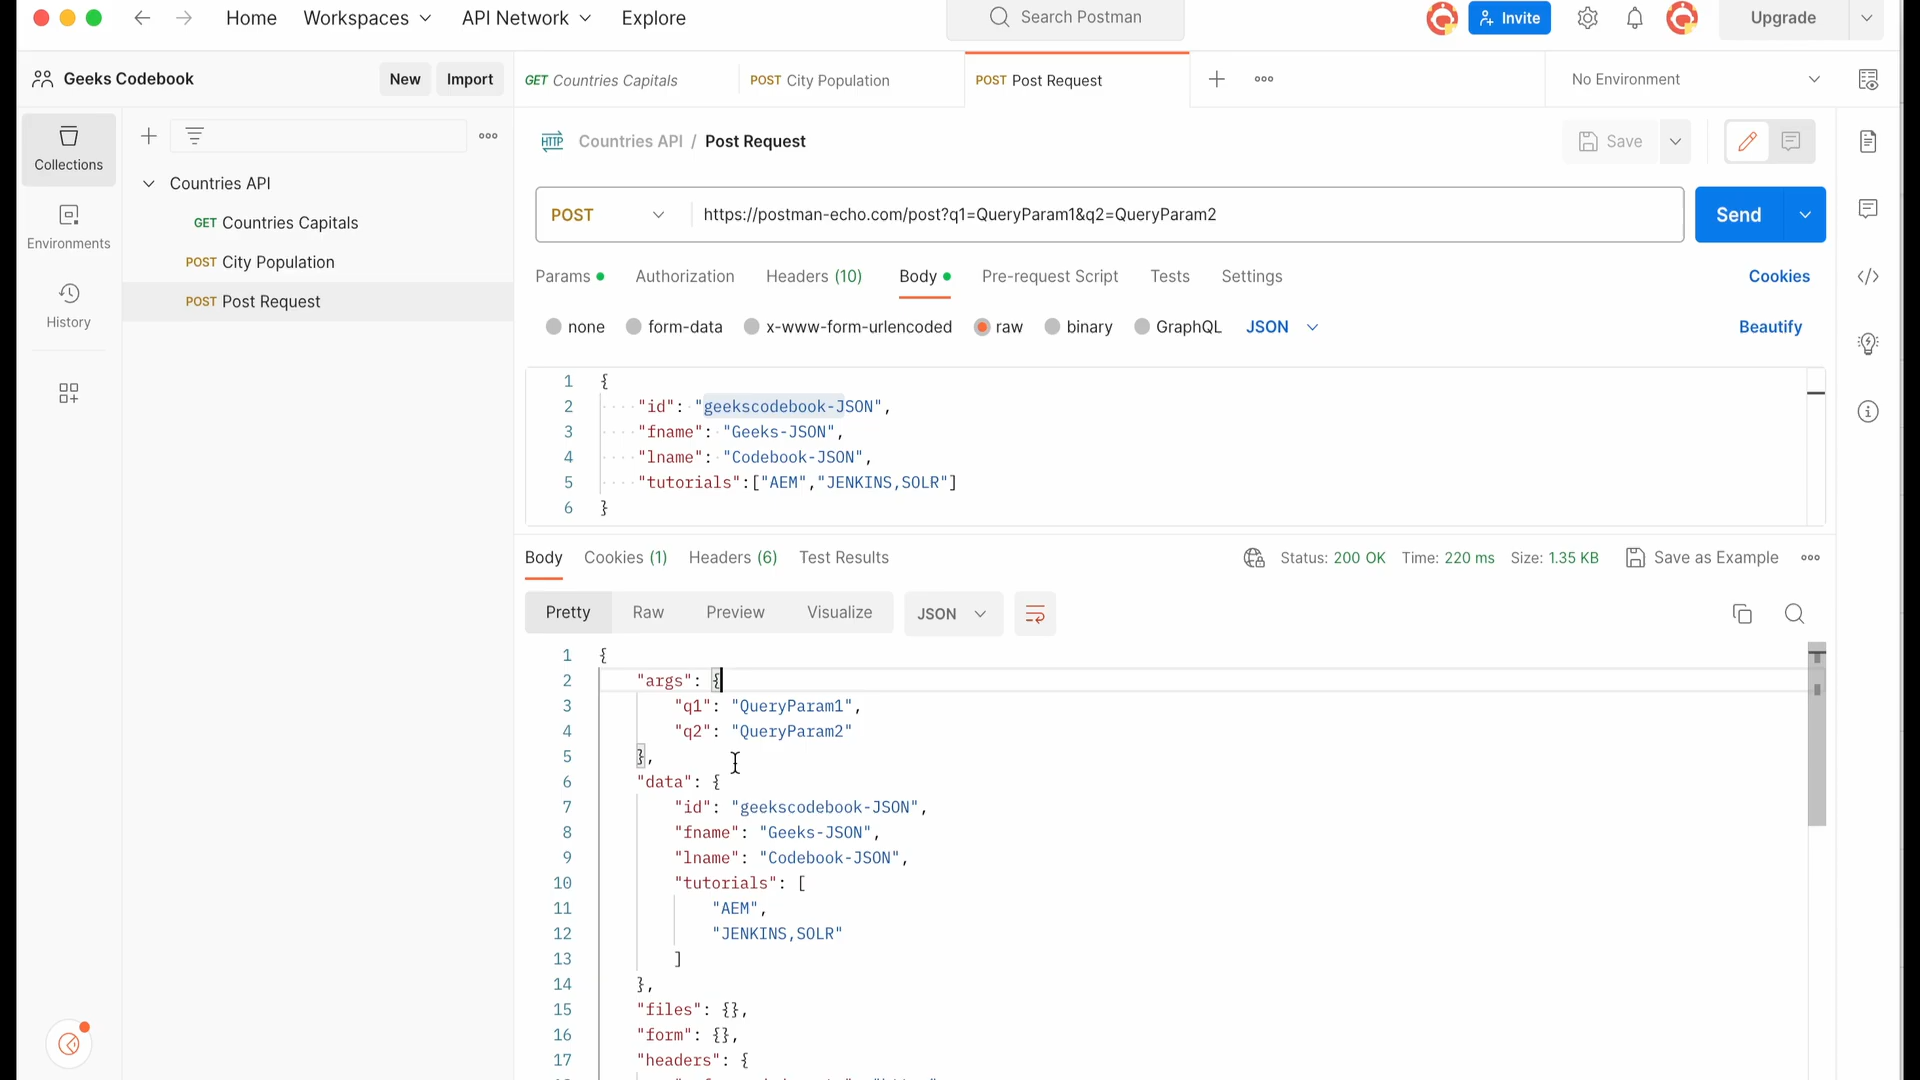 Home Workspaces API Network Explore Search Postman Invite Upgrade
Geeks Codebook New Import GET Countries Capitals POST City Population POST Post Request No Environment
Collections
Environments
History
Countries API
GET Countries Capitals
POST City Population
POST Post Request
HTTP Countries API / Post Request Save
POST https://postman-echo.com/post?q1=QueryParam1&q2=QueryParam2 Send
Params Authorization Headers (10) Body Pre-request Script Tests Settings Cookies
none form-data x-www-form-urlencoded raw binary GraphQL JSON Beautify
1 {
2 "id": "geekscodebook-JSON",
3 "fname": "Geeks-JSON",
4 "lname": "Codebook-JSON",
5 "tutorials":["AEM","JENKINS,SOLR"]
6 }
Body Cookies (1) Headers (6) Test Results Status: 200 OK Time: 220 ms Size: 1.35 KB Save as Example
Pretty Raw Preview Visualize JSON
1 {
2 "args": {
3 "q1": "QueryParam1",
4 "q2": "QueryParam2"
5 },
6 "data": {
7 "id": "geekscodebook-JSON",
8 "fname": "Geeks-JSON",
9 "lname": "Codebook-JSON",
10 "tutorials": [
11 "AEM",
12 "JENKINS,SOLR"
13 ]
14 },
15 "files": {},
16 "form": {},
17 "headers": {